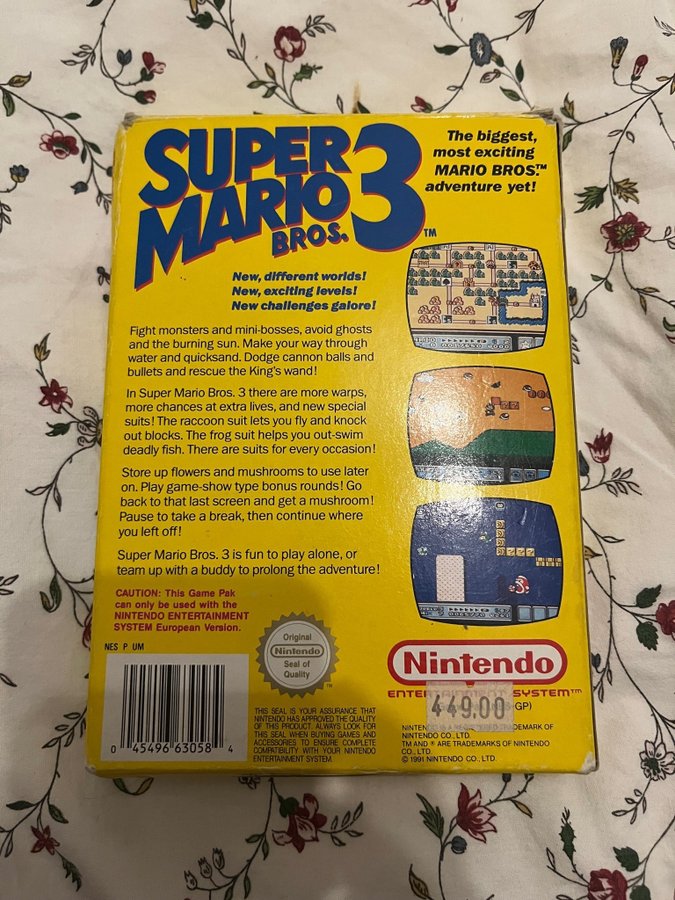 SUPER
MARIO
BROS. 3 ™
The biggest,
most exciting
MARIO BROS.™
adventure yet!
New, different worlds!
New, exciting levels!
New challenges galore!
Fight monsters and mini-bosses, avoid ghosts
and the burning sun. Make your way through
water and quicksand. Dodge cannon balls and
bullets and rescue the King's wand!
In Super Mario Bros. 3 there are more warps,
more chances at extra lives, and new special
suits! The raccoon suit lets you fly and knock
out blocks. The frog suit helps you out-swim
deadly fish. There are suits for every occasion!
Store up flowers and mushrooms to use later
on. Play game-show type bonus rounds! Go
back to that last screen and get a mushroom!
Pause to take a break, then continue where
you left off!
Super Mario Bros. 3 is fun to play alone, or
team up with a buddy to prolong the adventure!
CAUTION: This Game Pak
can only be used with the
NINTENDO ENTERTAINMENT
SYSTEM European Version.
NES P UM
0 45496 63058 4
Original
Nintendo
Seal of
Quality
™
THIS SEAL IS YOUR ASSURANCE THAT
NINTENDO HAS APPROVED THE QUALITY
OF THIS PRODUCT. ALWAYS LOOK FOR
THIS SEAL WHEN BUYING GAMES AND
ACCESSORIES TO ENSURE COMPLETE
COMPATIBILITY WITH YOUR NINTENDO
ENTERTAINMENT SYSTEM.
Nintendo®
ENTERTAINMENT SYSTEM™
-GP)
449.00
NINTENDO TRADEMARK OF
NINTENDO CO., LTD.
TM AND ® ARE TRADEMARKS OF NINTENDO
CO., LTD.
© 1991 NINTENDO CO., LTD.